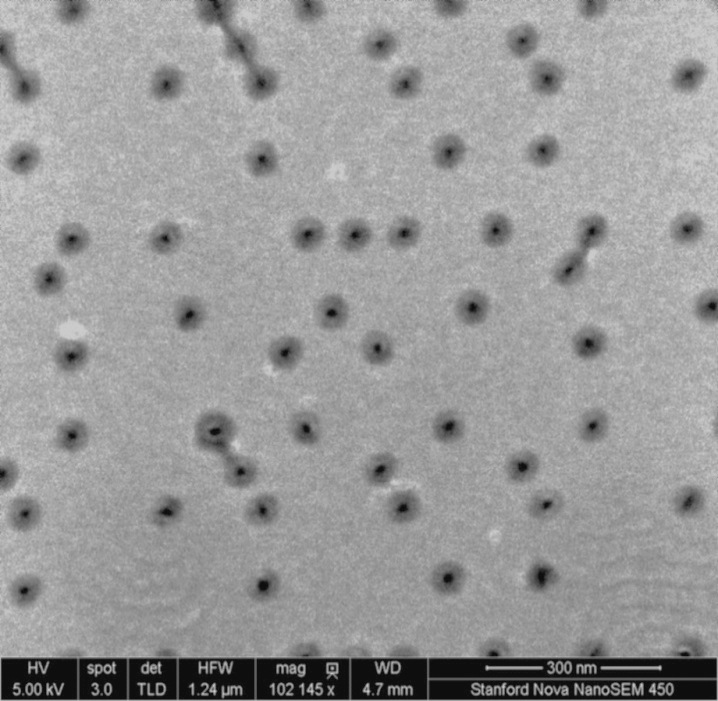 HV spot det HFW mag WD 300 nm
5.00 kV 3.0 TLD 1.24 µm 102 145 x 4.7 mm Stanford Nova NanoSEM 450